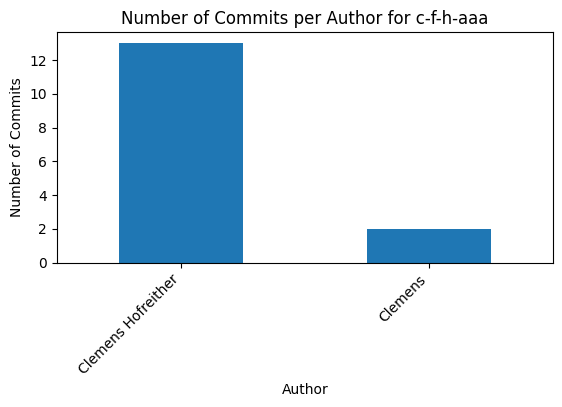 Number of Commits per Author for c-f-h-aaa
Number of Commits
12
10
8
6
4
2
0
Clemens Hofreither
Clemens
Author